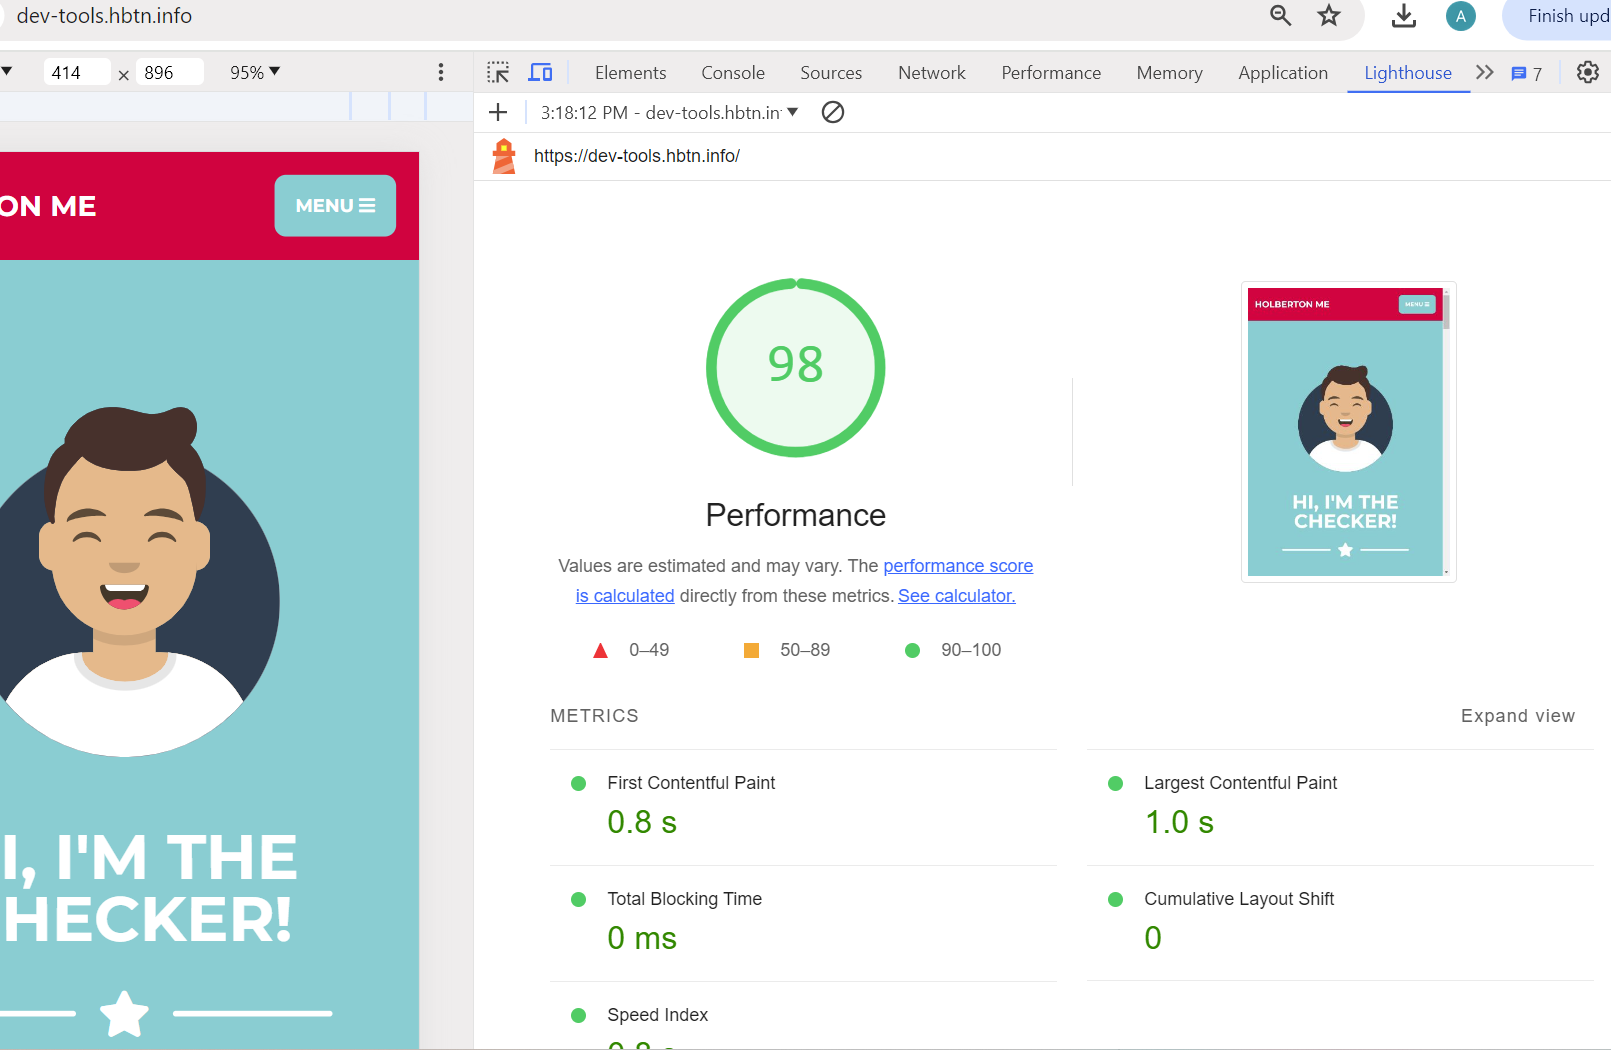 dev-tools.hbtn.info
A
Finish upd
414 × 896 95%
Elements Console Sources Network Performance Memory Application Lighthouse 7
3:18:12 PM - dev-tools.hbtn.in
https://dev-tools.hbtn.info/
ON ME
MENU
I, I'M THE
HECKER!
98
Performance
Values are estimated and may vary. The performance score
is calculated directly from these metrics. See calculator.
0–49 50–89 90–100
HOLBERTON ME
MENU
HI, I'M THE
CHECKER!
METRICS
Expand view
First Contentful Paint
0.8 s
Largest Contentful Paint
1.0 s
Total Blocking Time
0 ms
Cumulative Layout Shift
0
Speed Index